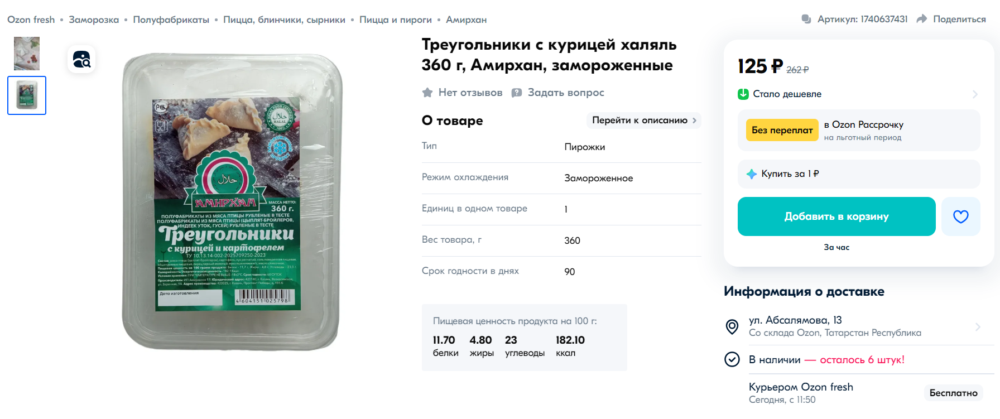 Ozon fresh • Заморозка • Полуфабрикаты • Пицца, блинчики, сырники • Пицца и пироги • Амирхан
Артикул: 1740637431
Поделиться
HALAL
100%
ЗАМОРОЖЕННЫЙ ПРОДУКТ
АМИРХАН
МАССА НЕТТО:
360 г.
ПОЛУФАБРИКАТЫ ИЗ МЯСА ПТИЦЫ РУБЛЕНЫЕ В ТЕСТЕ
ПОЛУФАБРИКАТЫ ИЗ МЯСА ПТИЦЫ (ЦЫПЛЯТ-БРОЙЛЕРОВ,
ИНДЕЕК УТОК, ГУСЕЙ) РУБЛЕНЫЕ В ТЕСТЕ
Треугольники
с курицей и картофелем
ТУ 10.13.14-002-2025709250-2023
Дата изготовления
4 604151 025798
Треугольники с курицей халяль
360 г, Амирхан, замороженные
Нет отзывов
Задать вопрос
О товаре
Перейти к описанию
Тип
Пирожки
Режим охлаждения
Замороженное
Единиц в одном товаре
1
Вес товара, г
360
Срок годности в днях
90
Пищевая ценность продукта на 100 г:
11.70 4.80 23 182.10
белки жиры углеводы ккал
125 ₽ 262 ₽
Стало дешевле
Без переплат
в Ozon Рассрочку
на льготный период
Купить за 1 ₽
Добавить в корзину
За час
Информация о доставке
ул. Абсалямова, 13
Со склада Ozon, Татарстан Республика
В наличии — осталось 6 штук!
Курьером Ozon fresh
Сегодня, с 11:50
Бесплатно